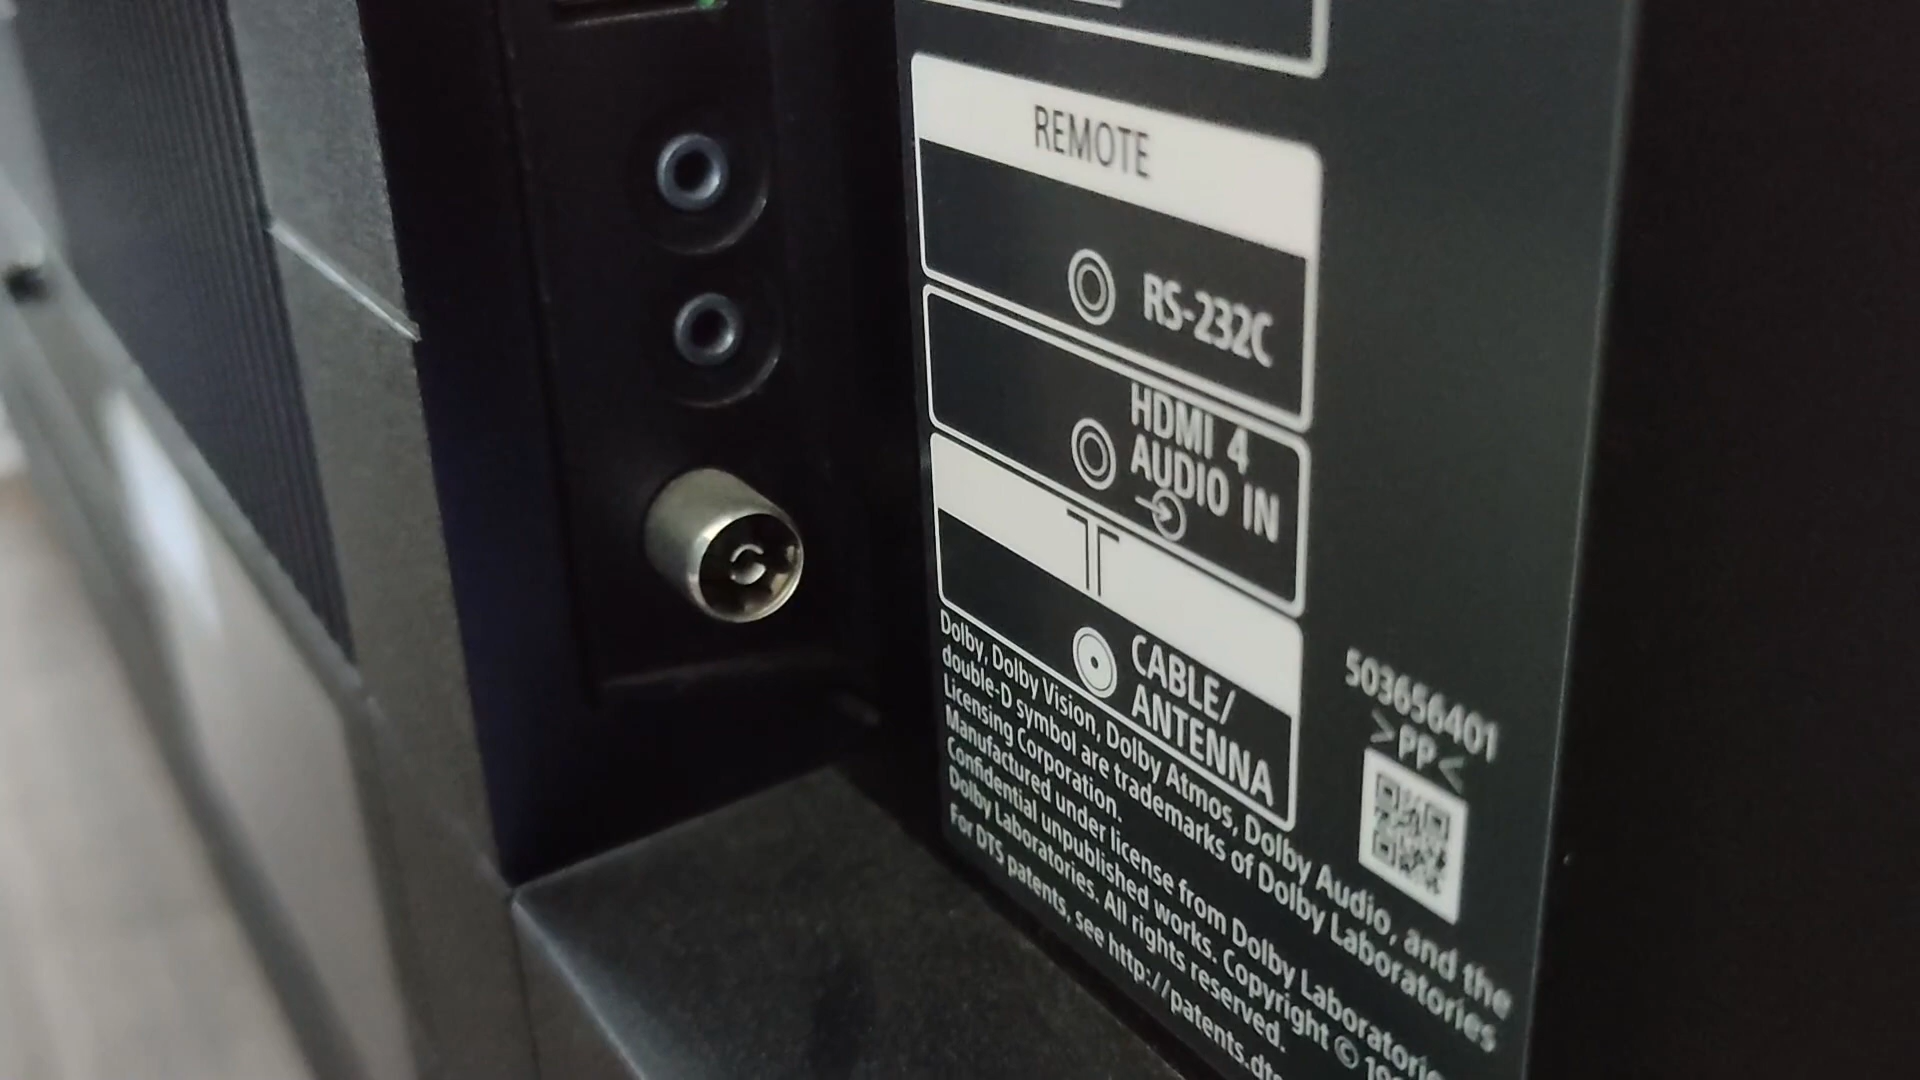 REMOTE
RS-232C
HDMI 4
AUDIO IN
CABLE/
ANTENNA
503656401
>PP<
Dolby, Dolby Vision, Dolby Atmos, Dolby Audio, and the
double-D symbol are trademarks of Dolby Laboratories
Licensing Corporation.
Manufactured under license from Dolby Laboratories.
Confidential unpublished works. Copyright ©
Dolby Laboratories. All rights reserved.
For DTS patents, see http://patents.dts